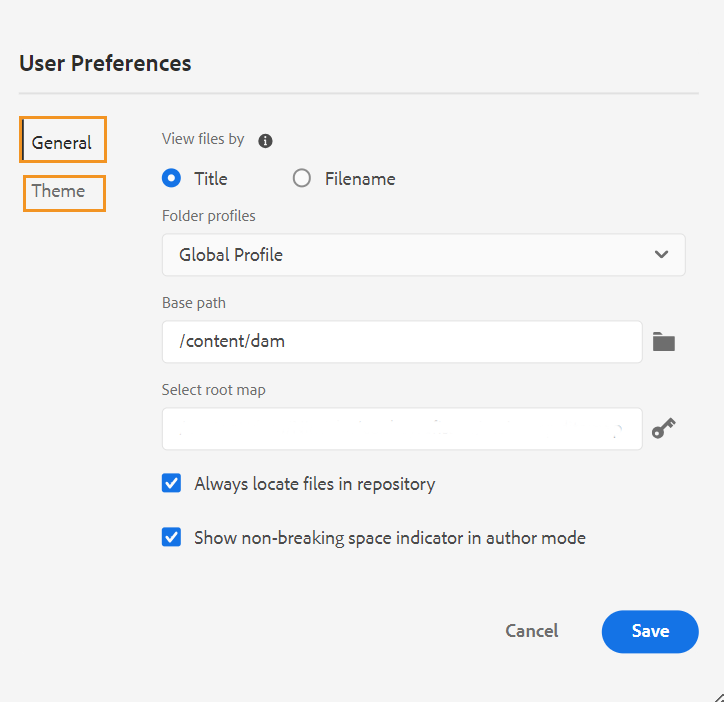 User Preferences
General
Theme
View files by
Title
Filename
Folder profiles
Global Profile
Base path
/content/dam
Select root map
Always locate files in repository
Show non-breaking space indicator in author mode
Cancel
Save